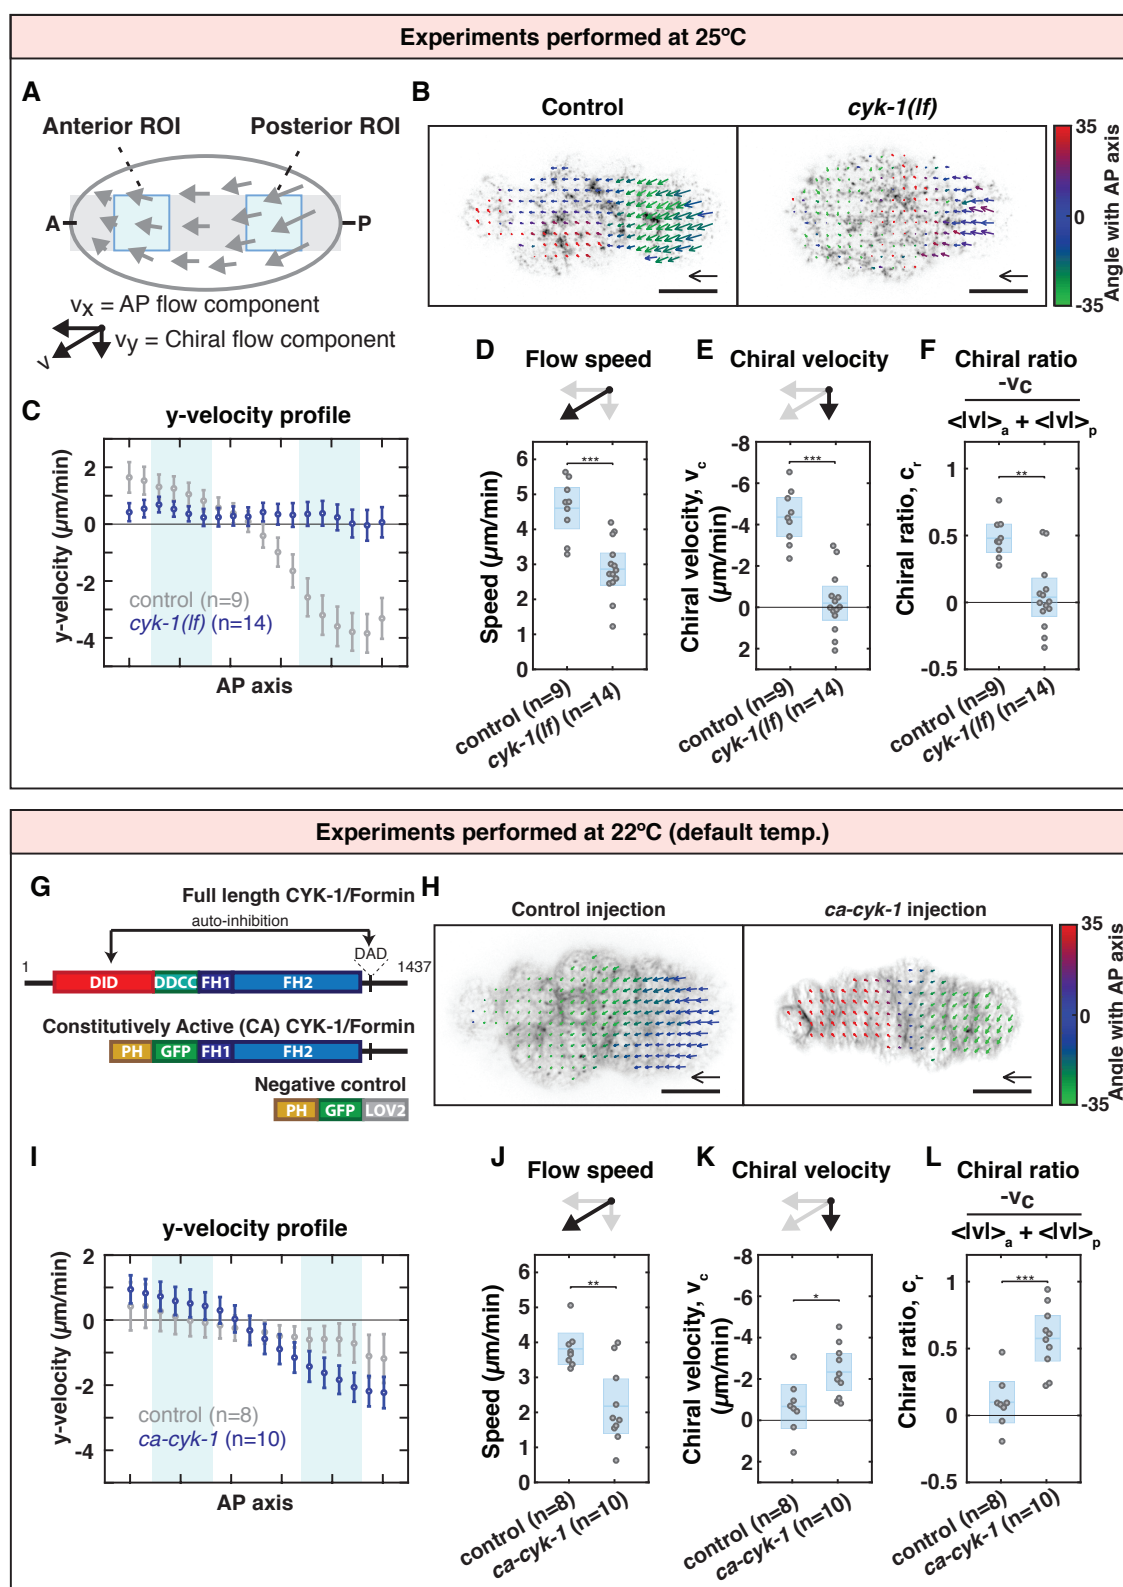 Experiments performed at 25ºC
A
Anterior ROI
Posterior ROI
A
P
vx = AP flow component
vy = Chiral flow component
v
B
Control
cyk-1(lf)
35
0
-35
Angle with AP axis
C
y-velocity profile
2
0
-2
-4
y-velocity (µm/min)
control (n=9)
cyk-1(lf) (n=14)
AP axis
D
Flow speed
***
6
5
4
3
2
1
0
Speed (µm/min)
control (n=9)
cyk-1(lf) (n=14)
E
Chiral velocity
***
-8
-6
-4
-2
0
2
Chiral velocity, vc
(µm/min)
control (n=9)
cyk-1(lf) (n=14)
F
Chiral ratio
-vc
<|v|>a + <|v|>p
**
1
0.5
0
-0.5
Chiral ratio, cr
control (n=9)
cyk-1(lf) (n=14)
Experiments performed at 22ºC (default temp.)
G
Full length CYK-1/Formin
auto-inhibition
DAD
1
1437
DID
DDCC
FH1
FH2
Constitutively Active (CA) CYK-1/Formin
PH
GFP
FH1
FH2
Negative control
PH
GFP
LOV2
H
Control injection
ca-cyk-1 injection
35
0
-35
Angle with AP axis
I
y-velocity profile
2
0
-2
-4
y-velocity (µm/min)
control (n=8)
ca-cyk-1 (n=10)
AP axis
J
Flow speed
**
6
5
4
3
2
1
0
Speed (µm/min)
control (n=8)
ca-cyk-1 (n=10)
K
Chiral velocity
*
-8
-6
-4
-2
0
2
Chiral velocity, vc
(µm/min)
control (n=8)
ca-cyk-1 (n=10)
L
Chiral ratio
-vc
<|v|>a + <|v|>p
***
1
0.5
0
-0.5
Chiral ratio, cr
control (n=8)
ca-cyk-1 (n=10)